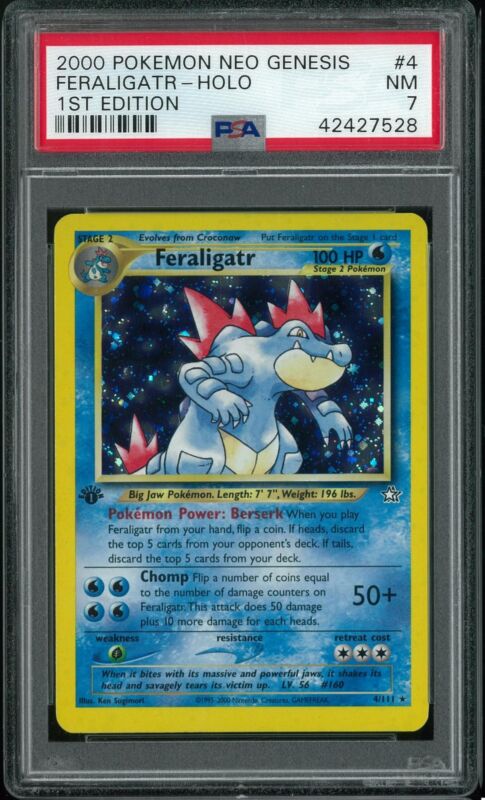 2000 POKEMON NEO GENESIS #4
FERALIGATR - HOLO NM
1ST EDITION 7
PSA 42427528
STAGE 2 Evolves from Croconaw Put Feraligatr on the Stage 1 card
Feraligatr 100 HP
Stage 2 Pokémon
Big Jaw Pokémon. Length: 7' 7", Weight: 196 lbs.
EDITION
1
Pokémon Power: Berserk When you play
Feraligatr from your hand, flip a coin. If heads, discard
the top 5 cards from your opponent's deck. If tails,
discard the top 5 cards from your deck.
Chomp Flip a number of coins equal
to the number of damage counters on
Feraligatr. This attack does 50 damage
plus 10 more damage for each heads.
50+
weakness resistance retreat cost
When it bites with its massive and powerful jaws, it shakes its
head and savagely tears its victim up. LV. 56 #160
Illus. Ken Sugimori ©1995-2000 Nintendo, Creatures, GAMEFREAK. 4/111 ★